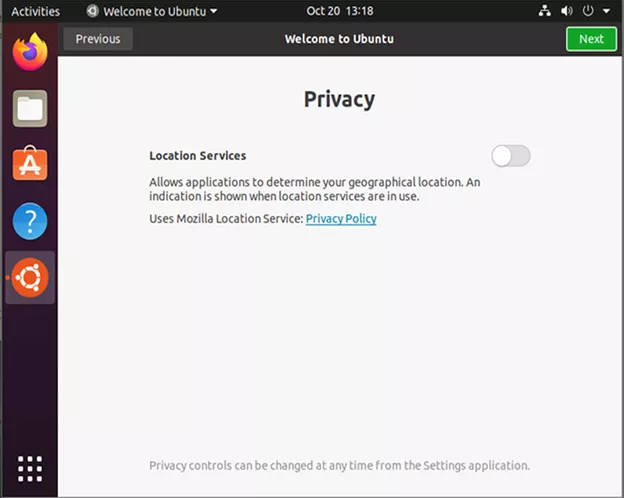 Activities Welcome to Ubuntu Oct 20 13:18
Previous Welcome to Ubuntu Next
Privacy
Location Services
Allows applications to determine your geographical location. An
indication is shown when location services are in use.
Uses Mozilla Location Service: Privacy Policy
Privacy controls can be changed at any time from the Settings application.